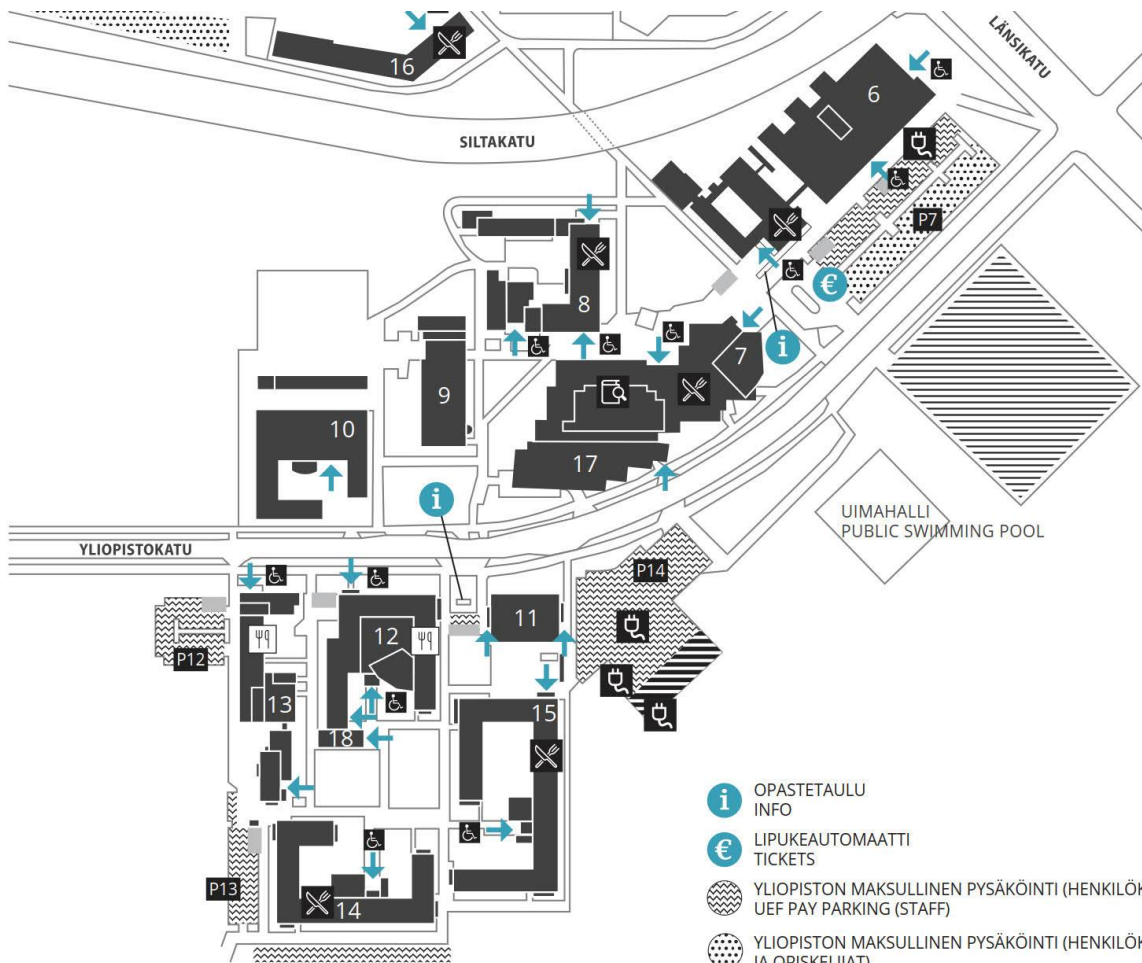 16
LÄNSIKATU
6
SILTAKATU
P7
8
€
7
i
9
10
17
i
UIMAHALLI
PUBLIC SWIMMING POOL
YLIOPISTOKATU
P14
11
12
P12
13
15
18
P13
14
i
OPASTETAULU
INFO
€
LIPUKEAUTOMAATTI
TICKETS
YLIOPISTON MAKSULLINEN PYSÄKÖINTI (HENKILÖK
UEF PAY PARKING (STAFF)
YLIOPISTON MAKSULLINEN PYSÄKÖINTI (HENKILÖK
JA OPISKELIJAT)